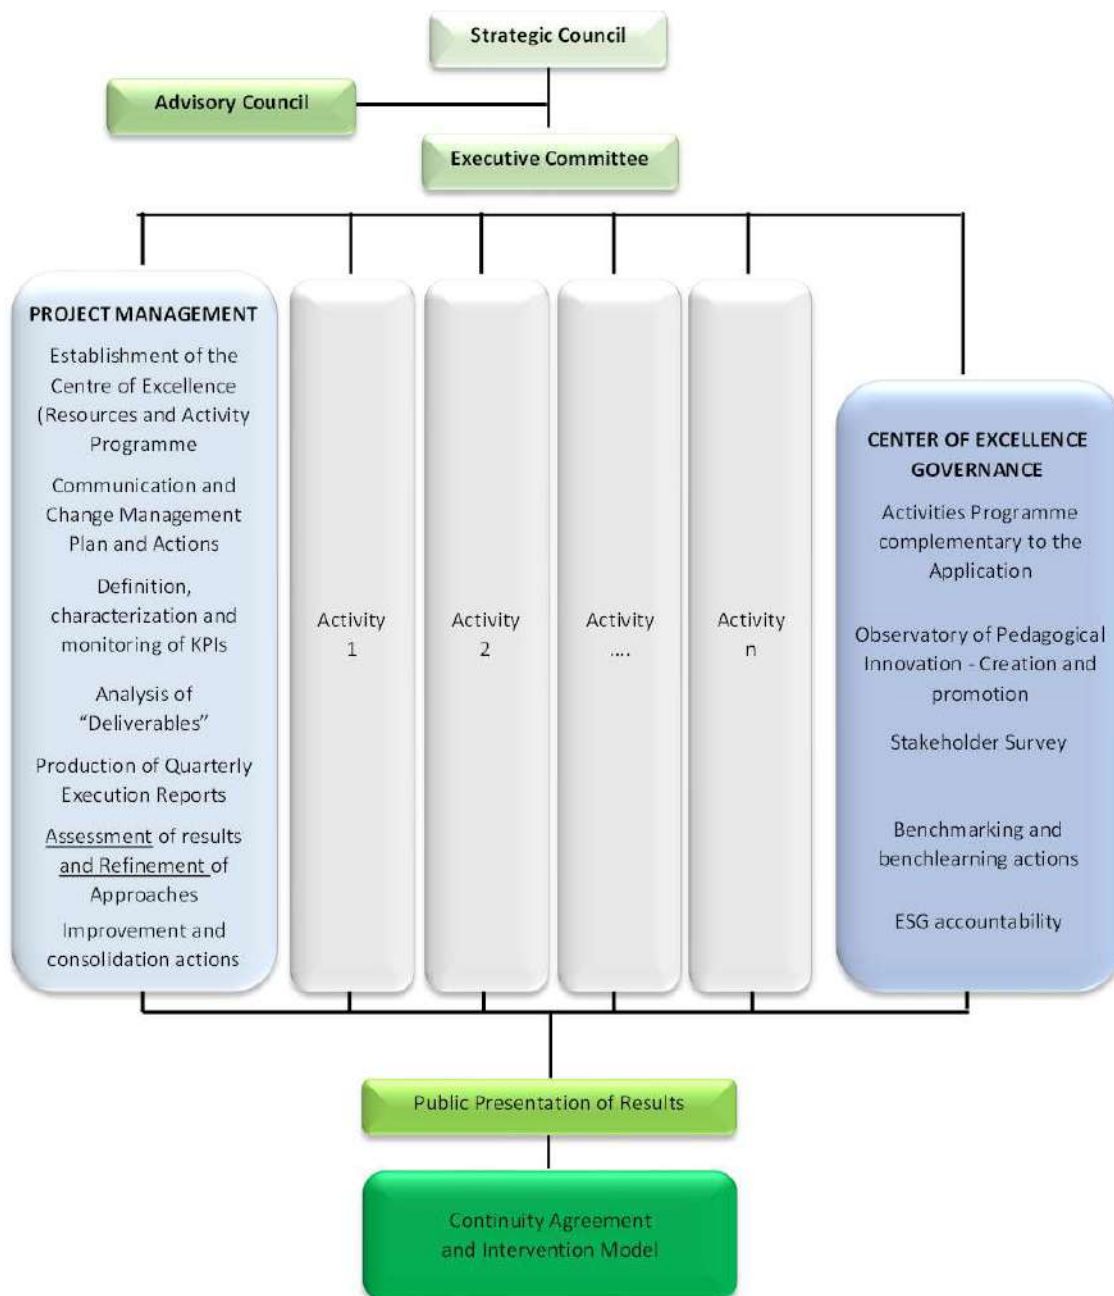 Strategic Council
Advisory Council
Executive Committee
PROJECT MANAGEMENT
Establishment of the
Centre of Excellence
(Resources and Activity
Programme
Communication and
Change Management
Plan and Actions
Definition,
characterization and
monitoring of KPIs
Analysis of
“Deliverables”
Production of Quarterly
Execution Reports
Assessment of results
and Refinement of
Approaches
Improvement and
consolidation actions
Activity
1
Activity
2
Activity
....
Activity
n
CENTER OF EXCELLENCE
GOVERNANCE
Activities Programme
complementary to the
Application
Observatory of Pedagogical
Innovation - Creation and
promotion
Stakeholder Survey
Benchmarking and
benchlearning actions
ESG accountability
Public Presentation of Results
Continuity Agreement
and Intervention Model